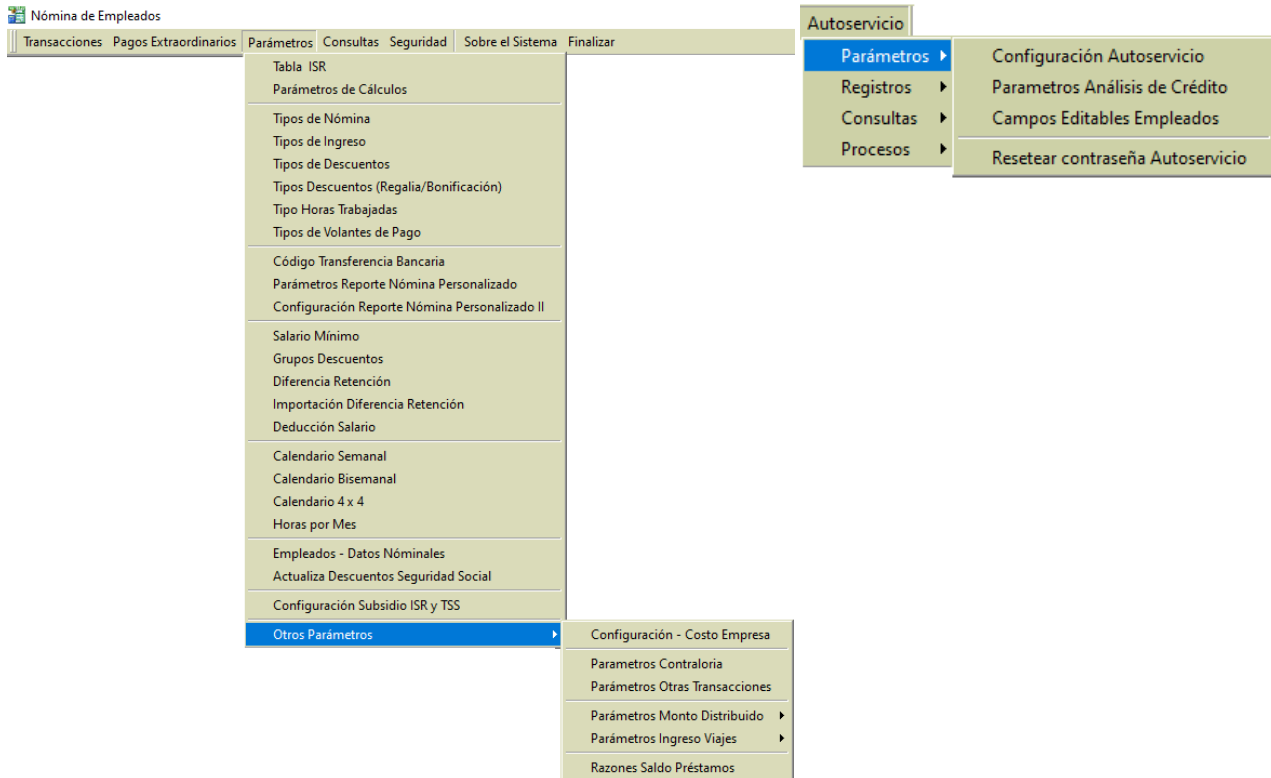 Nómina de Empleados
Transacciones Pagos Extraordinarios Parámetros Consultas Seguridad Sobre el Sistema Finalizar
Tabla ISR
Parámetros de Cálculos
Tipos de Nómina
Tipos de Ingreso
Tipos de Descuentos
Tipos Descuentos (Regalia/Bonificación)
Tipo Horas Trabajadas
Tipos de Volantes de Pago
Código Transferencia Bancaria
Parámetros Reporte Nómina Personalizado
Configuración Reporte Nómina Personalizado II
Salario Mínimo
Grupos Descuentos
Diferencia Retención
Importación Diferencia Retención
Deducción Salario
Calendario Semanal
Calendario Bisemanal
Calendario 4 x 4
Horas por Mes
Empleados - Datos Nóminales
Actualiza Descuentos Seguridad Social
Configuración Subsidio ISR y TSS
Otros Parámetros
Configuración - Costo Empresa
Parametros Contraloria
Parámetros Otras Transacciones
Parámetros Monto Distribuido
Parámetros Ingreso Viajes
Razones Saldo Préstamos
Autoservicio
Parámetros
Registros
Consultas
Procesos
Configuración Autoservicio
Parametros Análisis de Crédito
Campos Editables Empleados
Resetear contraseña Autoservicio